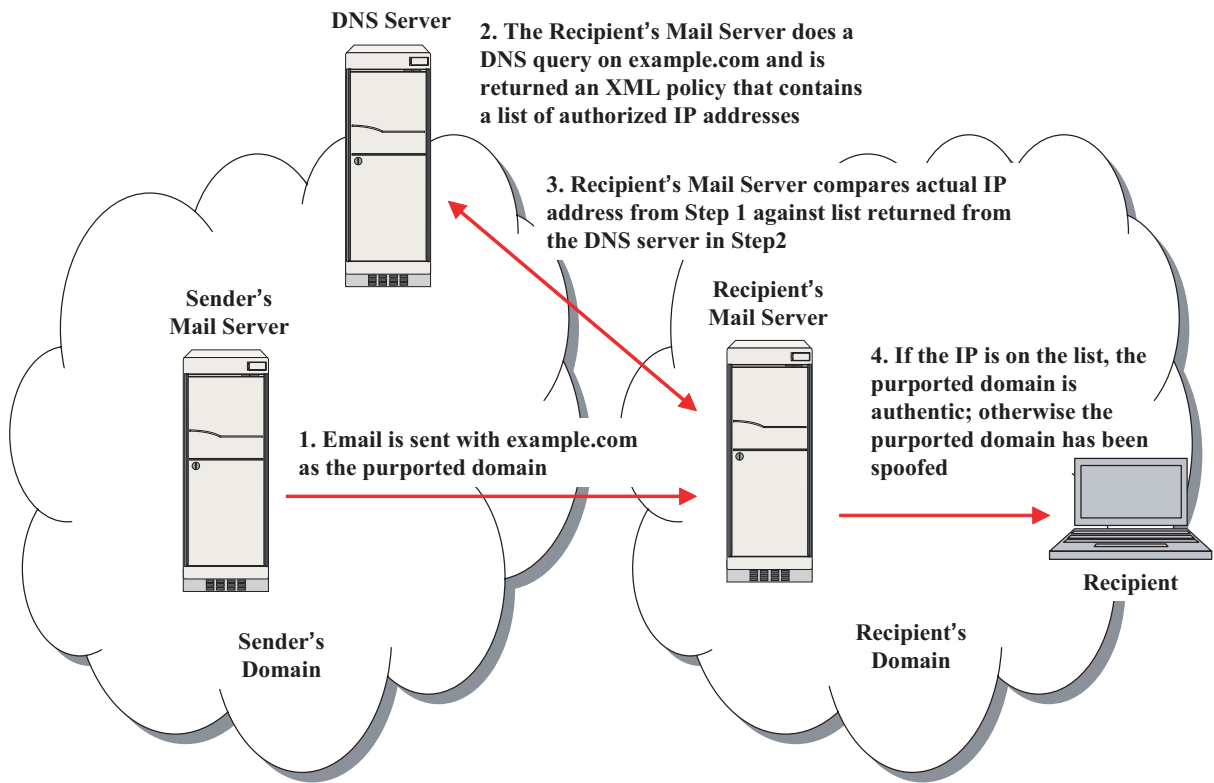 DNS Server
2. The Recipient’s Mail Server does a
DNS query on example.com and is
returned an XML policy that contains
a list of authorized IP addresses
3. Recipient’s Mail Server compares actual IP
address from Step 1 against list returned from
the DNS server in Step2
Sender’s
Mail Server
Recipient’s
Mail Server
4. If the IP is on the list, the
purported domain is
authentic; otherwise the
purported domain has been
spoofed
1. Email is sent with example.com
as the purported domain
Recipient
Sender’s
Domain
Recipient’s
Domain